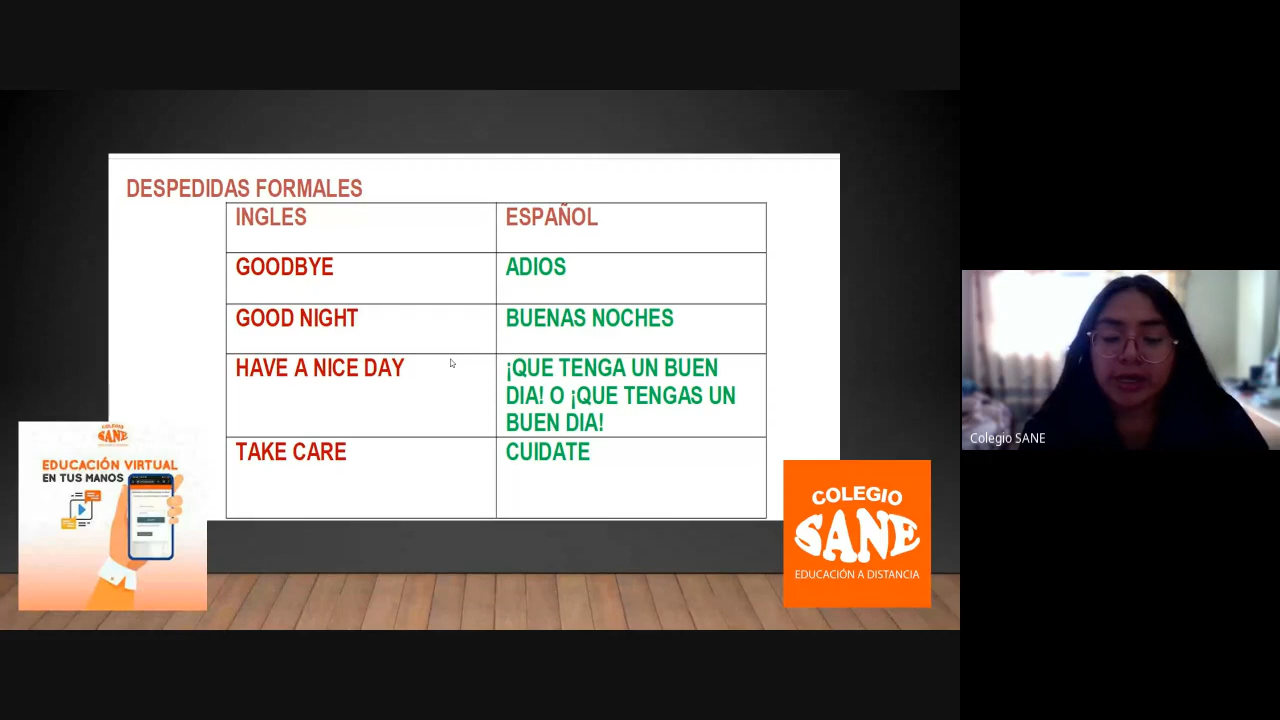 DESPEDIDAS FORMALES
INGLES
ESPAÑOL
GOODBYE
ADIOS
GOOD NIGHT
BUENAS NOCHES
HAVE A NICE DAY
¡QUE TENGA UN BUEN
DIA! O ¡QUE TENGAS UN
BUEN DIA!
TAKE CARE
CUIDATE
COLEGIO
SANE
EDUCACIÓN VIRTUAL
EN TUS MANOS
COLEGIO
SANE
EDUCACIÓN A DISTANCIA
Colegio SANE